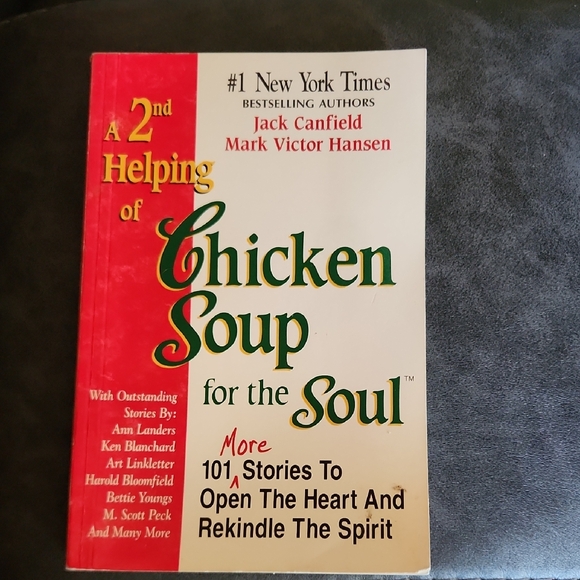 #1 New York Times
BESTSELLING AUTHORS
Jack Canfield
Mark Victor Hansen
A 2nd
Helping
of
Chicken
Soup
for the Soul™
With Outstanding
Stories By:
Ann Landers
Ken Blanchard
Art Linkletter
Harold Bloomfield
Bettie Youngs
M. Scott Peck
And Many More
More
101 Stories To
Open The Heart And
Rekindle The Spirit